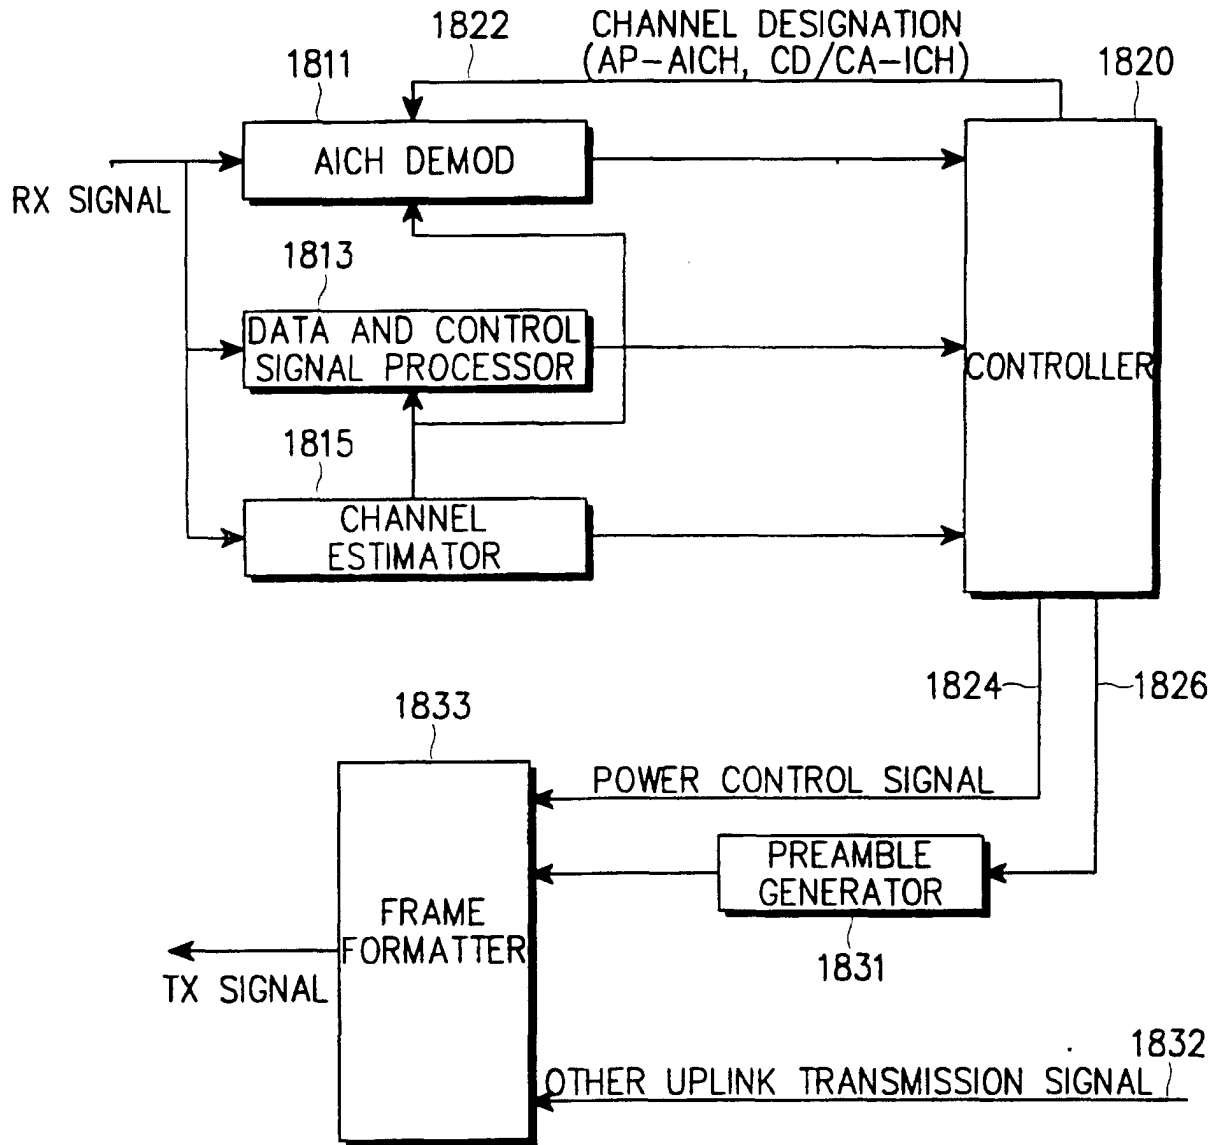 1822
CHANNEL DESIGNATION
(AP-AICH, CD/CA-ICH)
1811
1820
AICH DEMOD
RX SIGNAL
1813
DATA AND CONTROL
SIGNAL PROCESSOR
CONTROLLER
1815
CHANNEL
ESTIMATOR
1824
1826
1833
POWER CONTROL SIGNAL
PREAMBLE
GENERATOR
FRAME
FORMATTER
1831
TX SIGNAL
1832
OTHER UPLINK TRANSMISSION SIGNAL